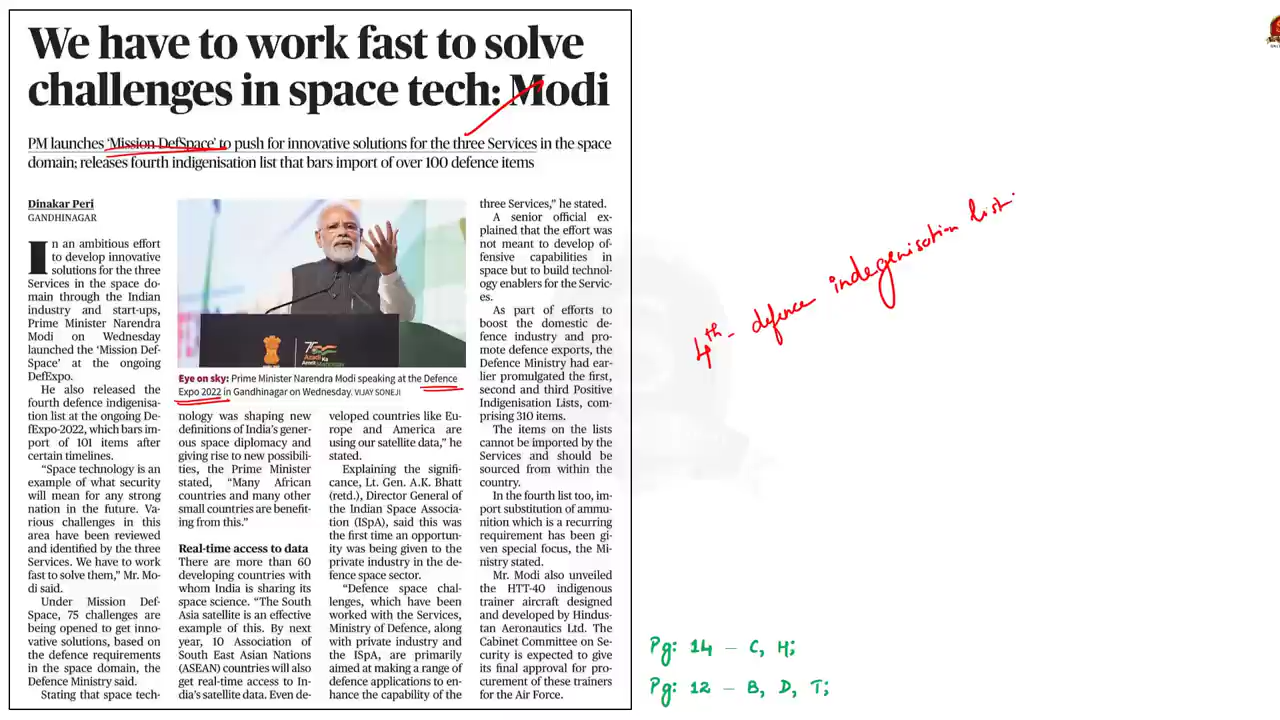 We have to work fast to solve
challenges in space tech: Modi
PM launches 'Mission DefSpace' to push for innovative solutions for the three Services in the space
domain; releases fourth indigenisation list that bars import of over 100 defence items
Dinakar Peri
GANDHINAGAR
In an ambitious effort
to develop innovative
solutions for the three
Services in the space do-
main through the Indian
industry and start-ups,
Prime Minister Narendra
Modi on Wednesday
launched the 'Mission Def-
Space' at the ongoing
DefExpo.
He also released the
fourth defence indigenisa-
tion list at the ongoing De-
fExpo-2022, which bars im-
port of 101 items after
certain timelines.
"Space technology is an
example of what security
will mean for any strong
nation in the future. Va-
rious challenges in this
area have been reviewed
and identified by the three
Services. We have to work
fast to solve them," Mr. Mo-
di said.
Under Mission Def-
Space, 75 challenges are
being opened to get inno-
vative solutions, based on
the defence requirements
in the space domain, the
Defence Ministry said.
Stating that space tech-
Eye on sky: Prime Minister Narendra Modi speaking at the Defence
Expo 2022 in Gandhinagar on Wednesday. VIJAY SONEJI
nology was shaping new
definitions of India's gener-
ous space diplomacy and
giving rise to new possibili-
ties, the Prime Minister
stated, "Many African
countries and many other
small countries are benefit-
ing from this."
Real-time access to data
There are more than 60
developing countries with
whom India is sharing its
space science. "The South
Asia satellite is an effective
example of this. By next
year, 10 Association of
South East Asian Nations
(ASEAN) countries will also
get real-time access to In-
dia's satellite data. Even de-
veloped countries like Eu-
rope and America are
using our satellite data," he
stated.
Explaining the signifi-
cance, Lt. Gen. A.K. Bhatt
(retd.), Director General of
the Indian Space Associa-
tion (ISpA), said this was
the first time an opportun-
ity was being given to the
private industry in the de-
fence space sector.
"Defence space chal-
lenges, which have been
worked with the Services,
Ministry of Defence, along
with private industry and
the ISpA, are primarily
aimed at making a range of
defence applications to en-
hance the capability of the
three Services," he stated.
A senior official ex-
plained that the effort was
not meant to develop of-
fensive capabilities in
space but to build technol-
ogy enablers for the Servic-
es.
As part of efforts to
boost the domestic de-
fence industry and pro-
mote defence exports, the
Defence Ministry had ear-
lier promulgated the first,
second and third Positive
Indigenisation Lists, com-
prising 310 items.
The items on the lists
cannot be imported by the
Services and should be
sourced from within the
country.
In the fourth list too, im-
port substitution of ammu-
nition which is a recurring
requirement has been gi-
ven special focus, the Mi-
nistry stated.
Mr. Modi also unveiled
the HTT-40 indigenous
trainer aircraft designed
and developed by Hindus-
tan Aeronautics Ltd. The
Cabinet Committee on Se-
curity is expected to give
its final approval for pro-
curement of these trainers
for the Air Force.
4th - defence indegenisation list.
Pg: 14 - C, H;
Pg: 12 - B, D, T;